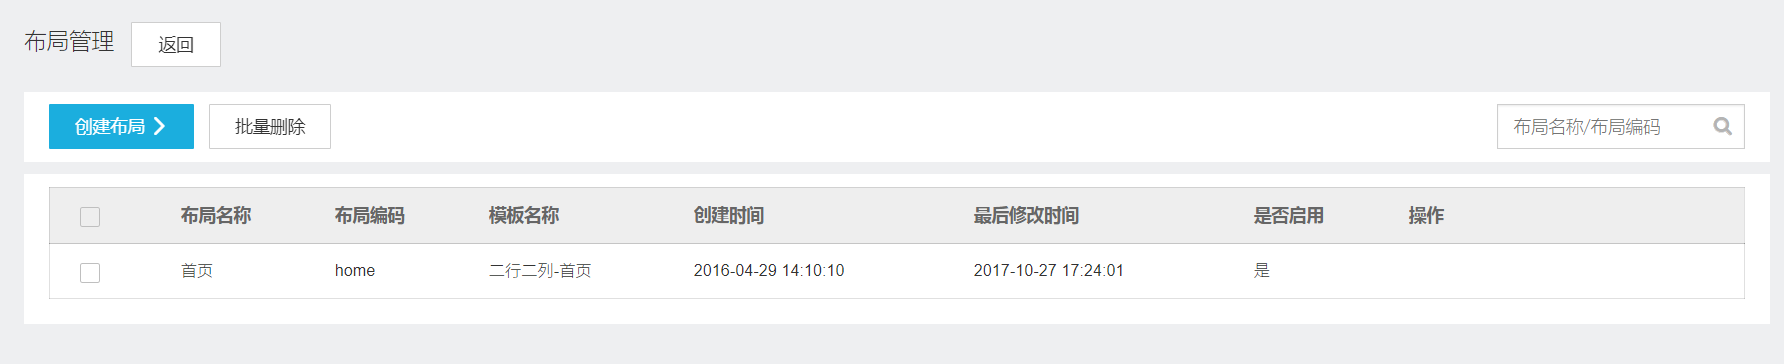 布局管理 返回
创建布局 批量删除 布局名称/布局编码
布局名称 布局编码 模板名称 创建时间 最后修改时间 是否启用 操作
首页 home 二行二列-首页 2016-04-29 14:10:10 2017-10-27 17:24:01 是